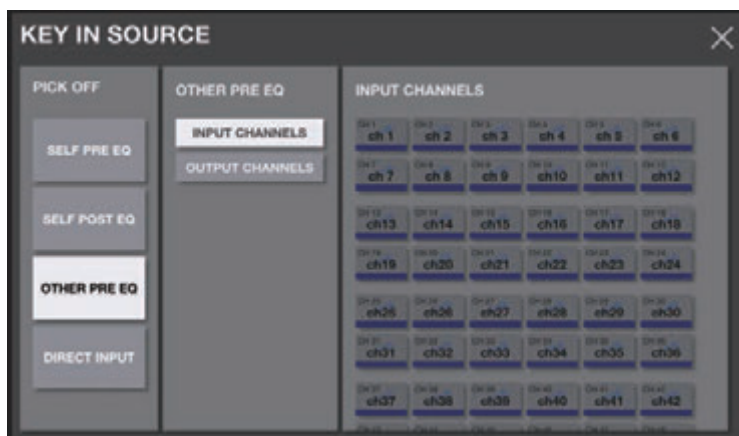 KEY IN SOURCE
PICK OFF
SELF PRE EQ
SELF POST EQ
OTHER PRE EQ
DIRECT INPUT
OTHER PRE EQ
INPUT CHANNELS
OUTPUT CHANNELS
INPUT CHANNELS
ch 1 ch 2 ch 3 ch 4 ch 5 ch 6
ch 7 ch 8 ch 9 ch10 ch11 ch12
ch13 ch14 ch15 ch16 ch17 ch18
ch19 ch20 ch21 ch22 ch23 ch24
ch25 ch26 ch27 ch28 ch29 ch30
ch31 ch32 ch33 ch34 ch35 ch36
ch37 ch38 ch39 ch40 ch41 ch42